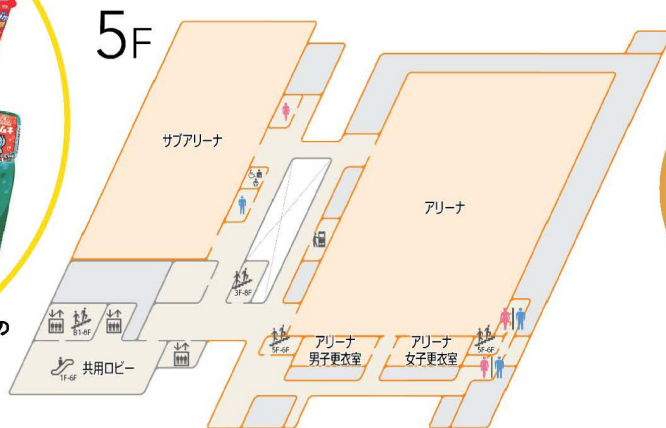 5F
サブアリーナ
アリーナ
3F-8F
の
B1-8F
5F-6F
アリーナ
男子更衣室
アリーナ
女子更衣室
5F-6F
共用ロビー
1F-6F